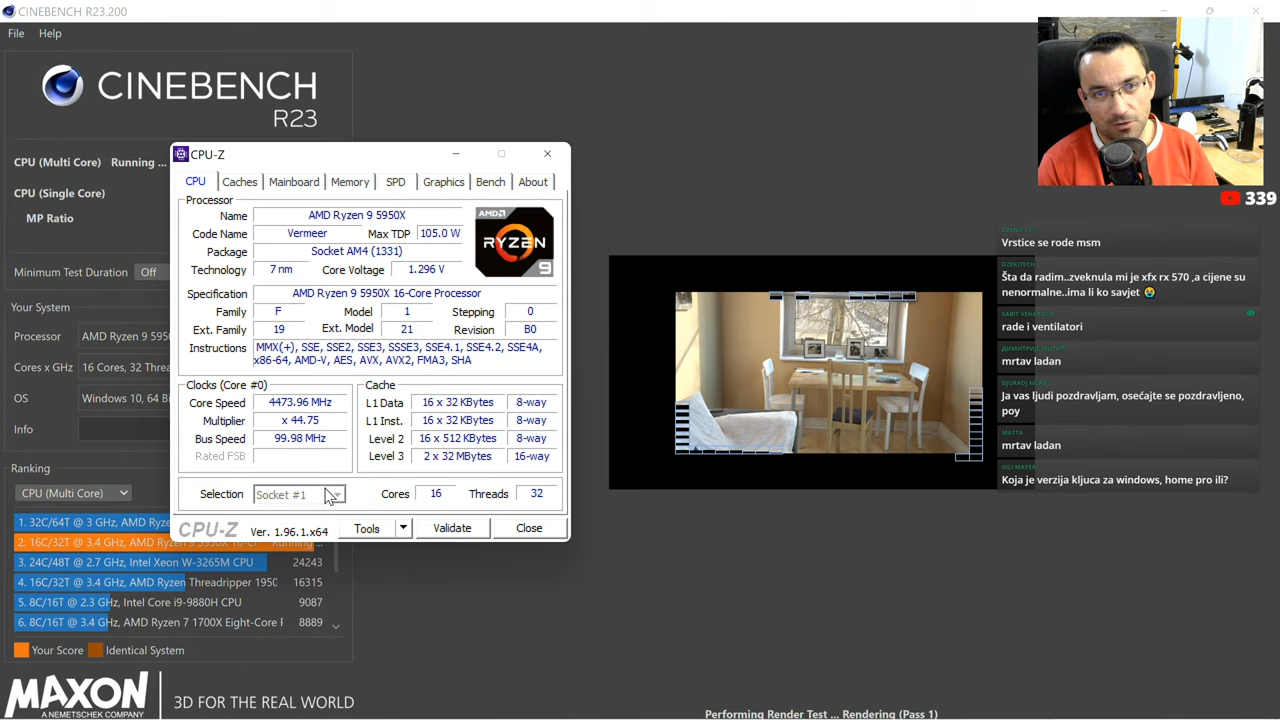 CINEBENCH R23.200
File Help
CINEBENCH
R23
CPU (Multi Core) Running ...
CPU (Single Core)
MP Ratio
Minimum Test Duration Off
Your System
Processor AMD Ryzen 9 5950X
Cores x GHz 16 Cores, 32 Threa
OS Windows 10, 64 Bi
Info
Ranking
CPU (Multi Core)
1. 32C/64T @ 3 GHz, AMD Ryze
2. 16C/32T @ 3.4 GHz, AMD Ryzen 9 5950X 16-C Running ...
3. 24C/48T @ 2.7 GHz, Intel Xeon W-3265M CPU 24243
4. 16C/32T @ 3.4 GHz, AMD Ryzen Threadripper 1950 16315
5. 8C/16T @ 2.3 GHz, Intel Core i9-9880H CPU 9087
6. 8C/16T @ 3.4 GHz, AMD Ryzen 7 1700X Eight-Core F 8889
Your Score Identical System
MAXON
A NEMETSCHEK COMPANY
3D FOR THE REAL WORLD
CPU-Z
CPU Caches Mainboard Memory SPD Graphics Bench About
Processor
Name AMD Ryzen 9 5950X
Code Name Vermeer Max TDP 105.0 W
Package Socket AM4 (1331)
Technology 7 nm Core Voltage 1.296 V
AMD
RYZEN
9
Specification AMD Ryzen 9 5950X 16-Core Processor
Family F Model 1 Stepping 0
Ext. Family 19 Ext. Model 21 Revision B0
Instructions MMX(+), SSE, SSE2, SSE3, SSSE3, SSE4.1, SSE4.2, SSE4A,
x86-64, AMD-V, AES, AVX, AVX2, FMA3, SHA
Clocks (Core #0)
Core Speed 4473.96 MHz
Multiplier x 44.75
Bus Speed 99.98 MHz
Rated FSB
Cache
L1 Data 16 x 32 KBytes 8-way
L1 Inst. 16 x 32 KBytes 8-way
Level 2 16 x 512 KBytes 8-way
Level 3 2 x 32 MBytes 16-way
Selection Socket #1 Cores 16 Threads 32
CPU-Z Ver. 1.96.1.x64 Tools Validate Close
339
Vrstice se rode msm
DZEKITECH
Šta da radim..zveknula mi je xfx rx 570 ,a cijene su
nenormalne..ima li ko savjet
rade i ventilatori
mrtav ladan
DJURADJ MLADJ
Ja vas ljudi pozdravljam, osećajte se pozdravljeno,
poy
MATTA
mrtav ladan
VILI MAYER
Koja je verzija kljuca za windows, home pro ili?
Performing Render Test ... Rendering (Pass 1)